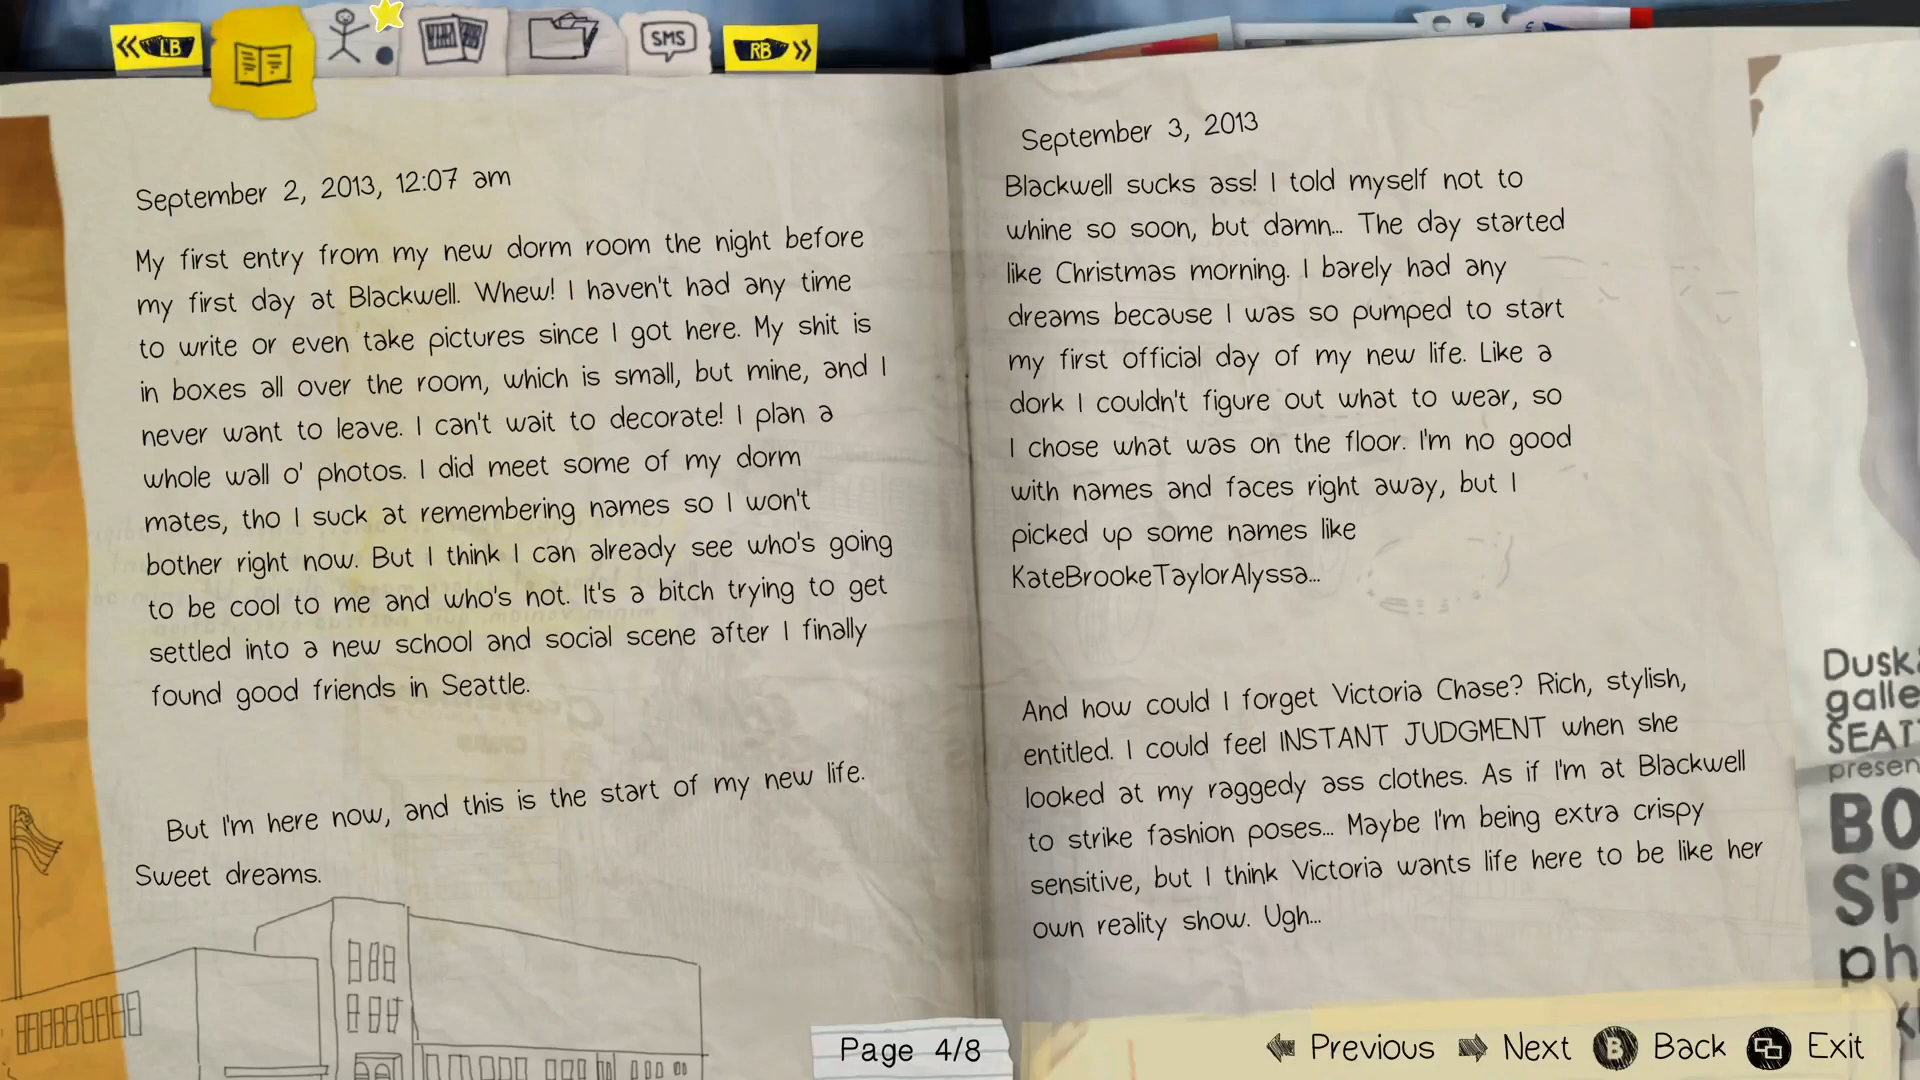 LB
SMS
RB
September 2, 2013, 12:07 am
My first entry from my new dorm room the night before
my first day at Blackwell. Whew! I haven't had any time
to write or even take pictures since I got here. My shit is
in boxes all over the room, which is small, but mine, and I
never want to leave. I can't wait to decorate! I plan a
whole wall o' photos. I did meet some of my dorm
mates, tho I suck at remembering names so I won't
bother right now. But I think I can already see who's going
to be cool to me and who's not. It's a bitch trying to get
settled into a new school and social scene after I finally
found good friends in Seattle.
But I'm here now, and this is the start of my new life.
Sweet dreams.
September 3, 2013
Blackwell sucks ass! I told myself not to
whine so soon, but damn... The day started
like Christmas morning. I barely had any
dreams because I was so pumped to start
my first official day of my new life. Like a
dork I couldn't figure out what to wear, so
I chose what was on the floor. I'm no good
with names and faces right away, but I
picked up some names like
KateBrookeTaylorAlyssa...
And how could I forget Victoria Chase? Rich, stylish,
entitled. I could feel INSTANT JUDGMENT when she
looked at my raggedy ass clothes. As if I'm at Blackwell
to strike fashion poses... Maybe I'm being extra crispy
sensitive, but I think Victoria wants life here to be like her
own reality show. Ugh...
Duska
galle
SEATT
presen
BO
SP
ph
Page 4/8
Previous
Next
B Back
Exit